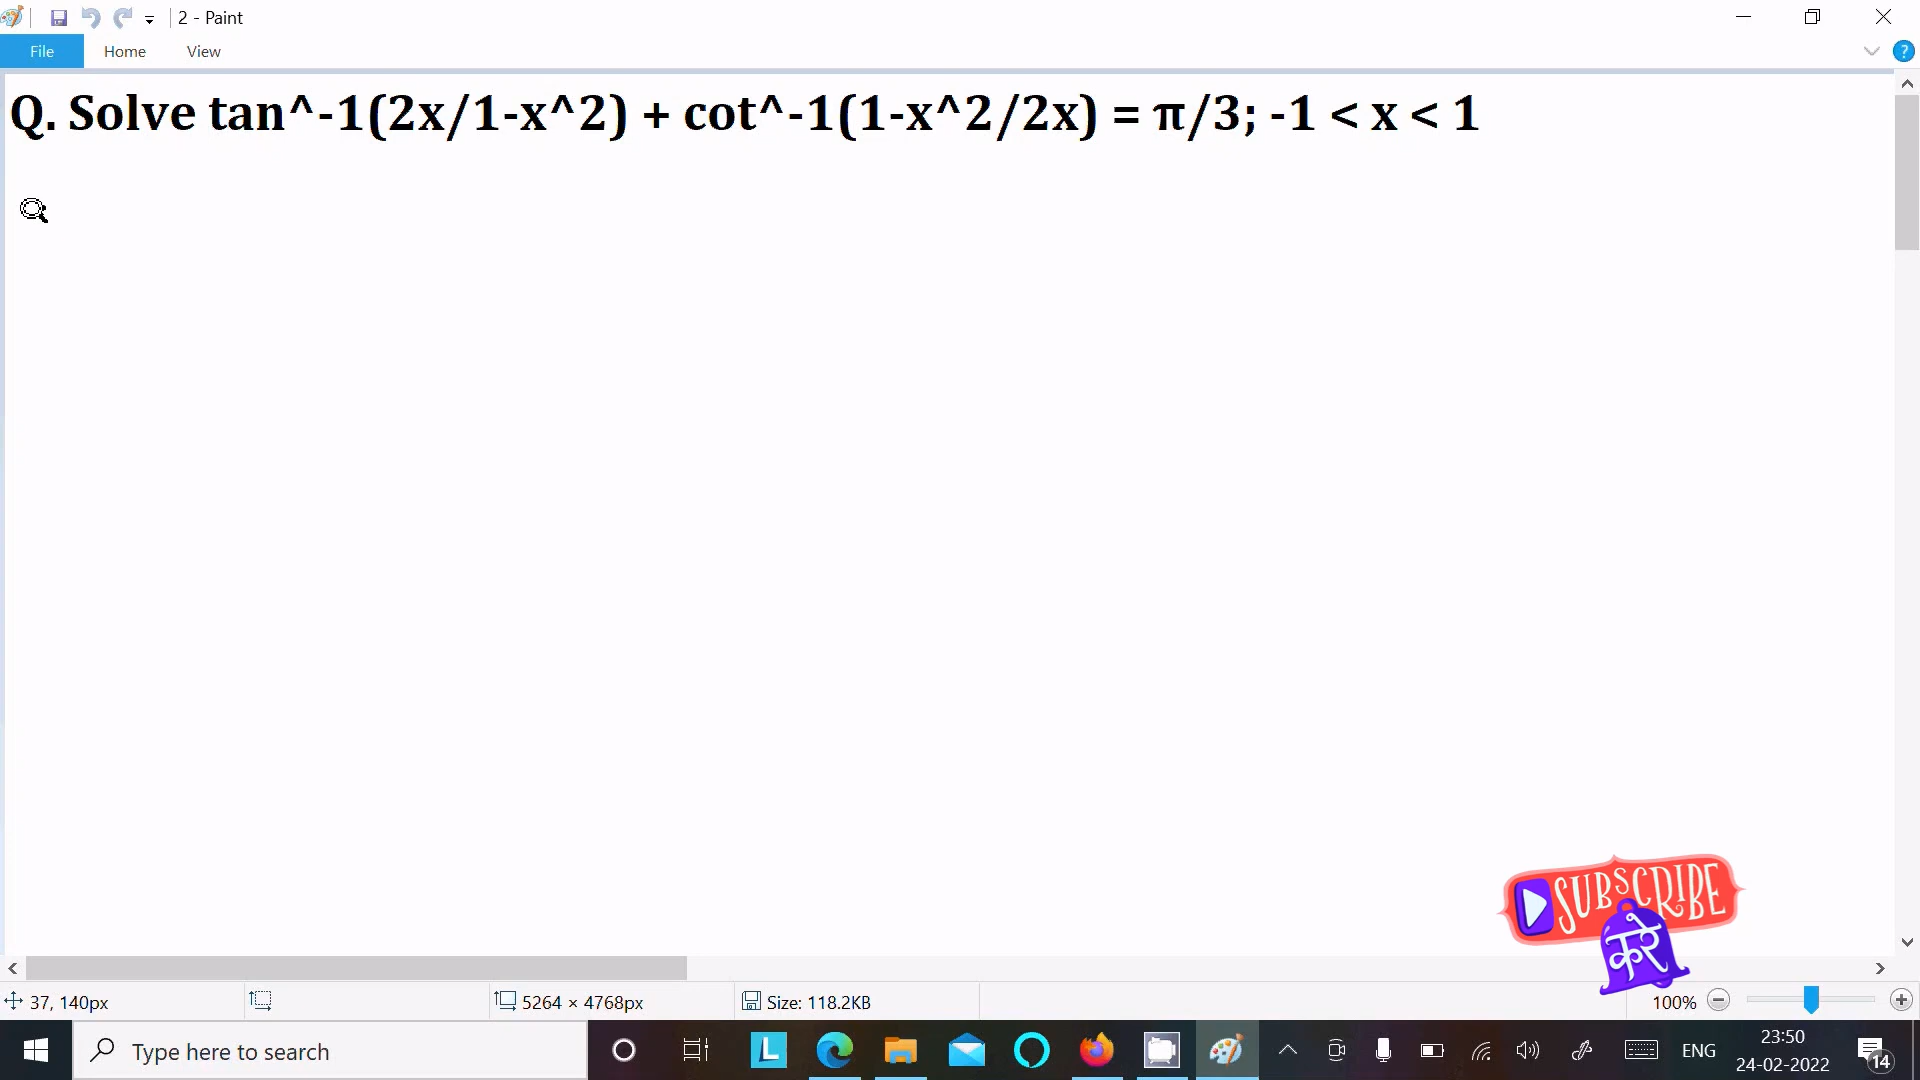 2 - Paint
File Home View
Q. Solve tan^-1(2x/1-x^2) + cot^-1(1-x^2/2x) = π/3; -1 < x < 1
SUBSCRIBE
करे
37, 140px 5264 × 4768px Size: 118.2KB 100%
Type here to search L ENG 23:50
24-02-2022 14